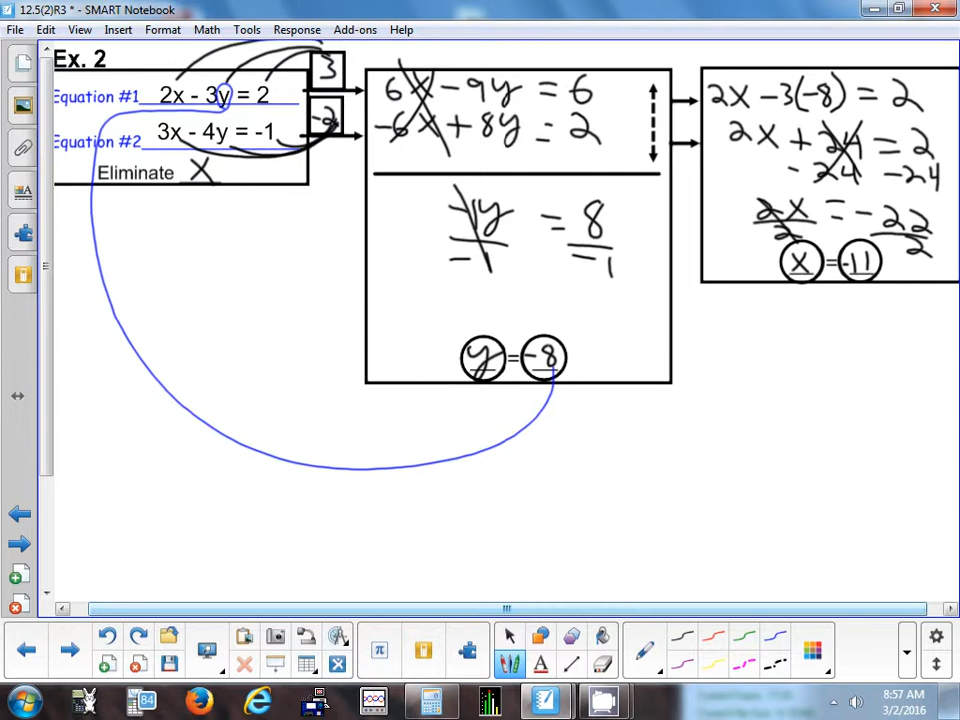 12.5(2)R3 * - SMART Notebook
File Edit View Insert Format Math Tools Response Add-ons Help
Ex. 2
Equation #1 2x - 3y = 2
3
Equation #2 3x - 4y = -1
-2
Eliminate X
6x - 9y = 6
-6x + 8y = 2
-1y = 8
-1 -1
y = -8
2x - 3(-8) = 2
2x + 24 = 2
- 24 -24
2x = -22
2 2
x = -11
π
A
84
8:57 AM
3/2/2016